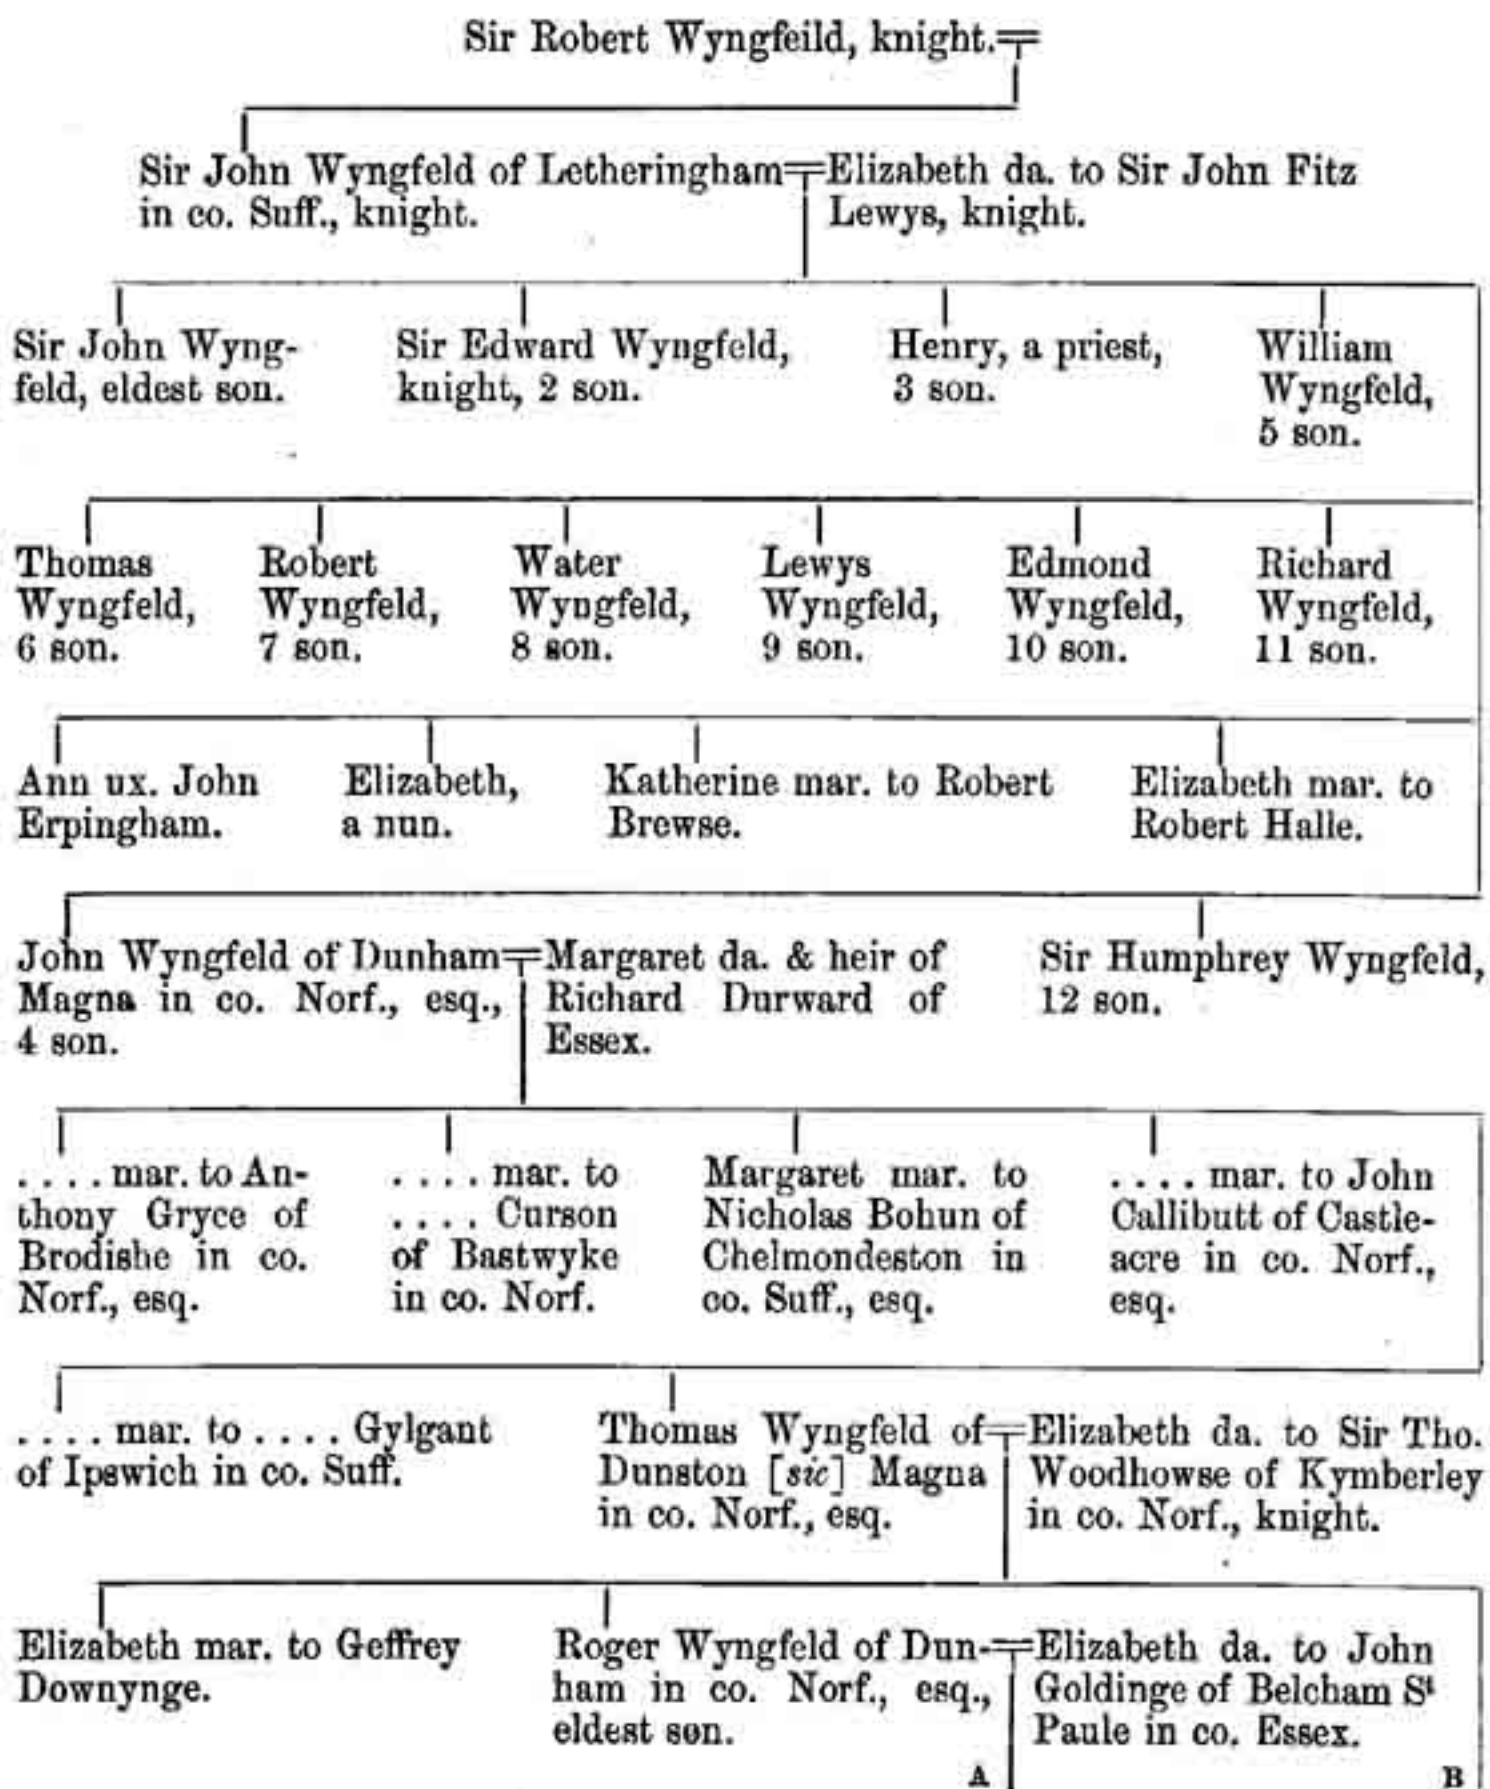 Sir Robert Wyngfeild, knight.
Sir John Wyngfeld of Letheringham
in co. Suff., knight.
Elizabeth da. to Sir John Fitz
Lewys, knight.
Sir John Wyng-
feld, eldest son.
Sir Edward Wyngfeld,
knight, 2 son.
Henry, a priest,
3 son.
William
Wyngfeld,
5 son.
Thomas
Wyngfeld,
6 son.
Robert
Wyngfeld,
7 son.
Water
Wyngfeld,
8 son.
Lewys
Wyngfeld,
9 son.
Edmond
Wyngfeld,
10 son.
Richard
Wyngfeld,
11 son.
Ann ux. John
Erpingham.
Elizabeth,
a nun.
Katherine mar. to Robert
Brewse.
Elizabeth mar. to
Robert Halle.
John Wyngfeld of Dunham
Magna in co. Norf., esq.,
4 son.
Margaret da. & heir of
Richard Durward of
Essex.
Sir Humphrey Wyngfeld,
12 son.
. . . . mar. to An-
thony Gryce of
Brodishe in co.
Norf., esq.
. . . . mar. to
. . . . Curson
of Bastwyke
in co. Norf.
Margaret mar. to
Nicholas Bohun of
Chelmondeston in
co. Suff., esq.
. . . . mar. to John
Callibutt of Castle-
acre in co. Norf.,
esq.
. . . . mar. to . . . . Gylgant
of Ipswich in co. Suff.
Thomas Wyngfeld of
Dunston [sic] Magna
in co. Norf., esq.
Elizabeth da. to Sir Tho.
Woodhowse of Kymberley
in co. Norf., knight.
Elizabeth mar. to Geffrey
Downynge.
Roger Wyngfeld of Dun-
ham in co. Norf., esq.,
eldest son.
Elizabeth da. to John
Goldinge of Belcham Sᵗ
Paule in co. Essex.
A
B